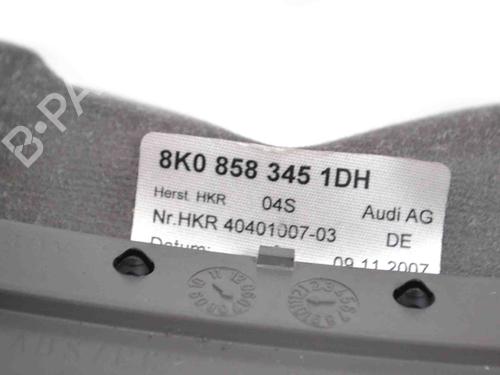 8K0 858 345 1DH
Herst. HKR 04S Audi AG
Nr.HKR 40401007-03 DE
Datum: 09.11.2007
B-PA